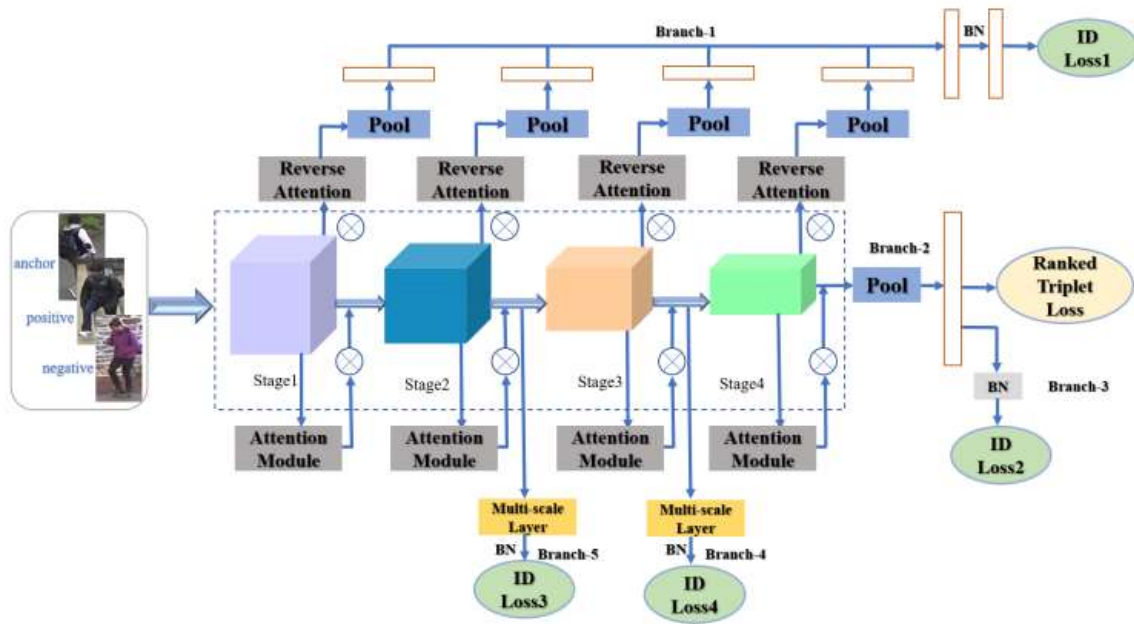 Branch-1
BN
ID
Loss1
Pool
Pool
Pool
Pool
Reverse
Attention
Reverse
Attention
Reverse
Attention
Reverse
Attention
anchor
positive
negative
Branch-2
Pool
Ranked
Triplet
Loss
Stage1
Stage2
Stage3
Stage4
BN
Branch-3
Attention
Module
Attention
Module
Attention
Module
Attention
Module
ID
Loss2
Multi-scale
Layer
Multi-scale
Layer
BN
Branch-5
BN
Branch-4
ID
Loss3
ID
Loss4